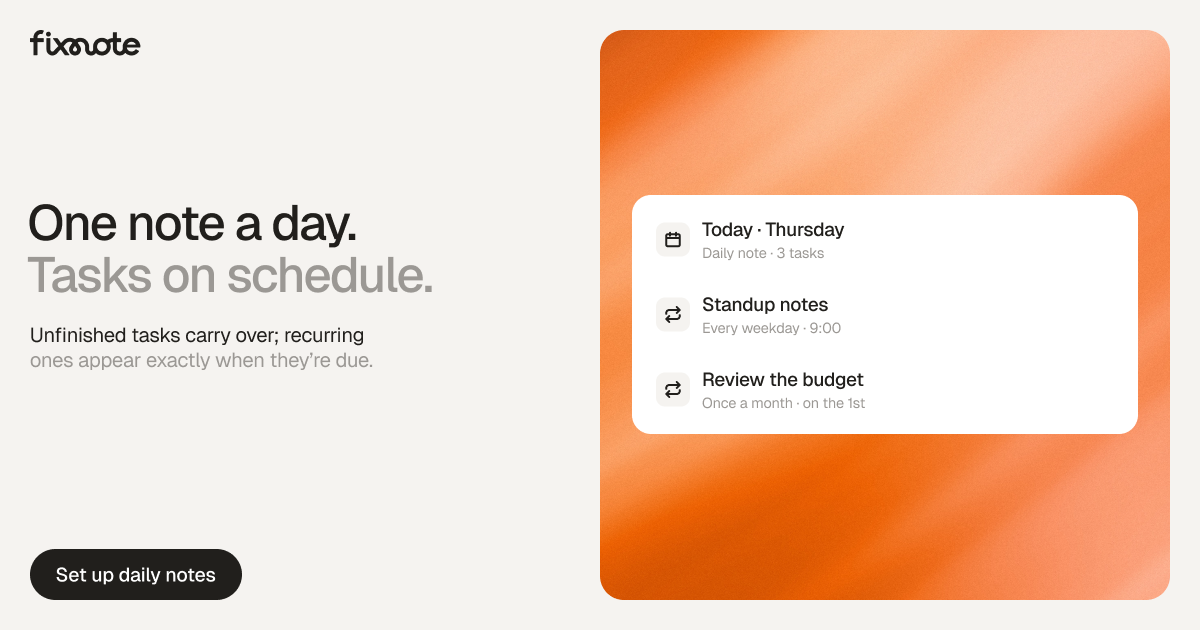 fixnote
One note a day.
Tasks on schedule.
Unfinished tasks carry over; recurring
ones appear exactly when they’re due.
Set up daily notes
Today · Thursday
Daily note · 3 tasks
Standup notes
Every weekday · 9:00
Review the budget
Once a month · on the 1st